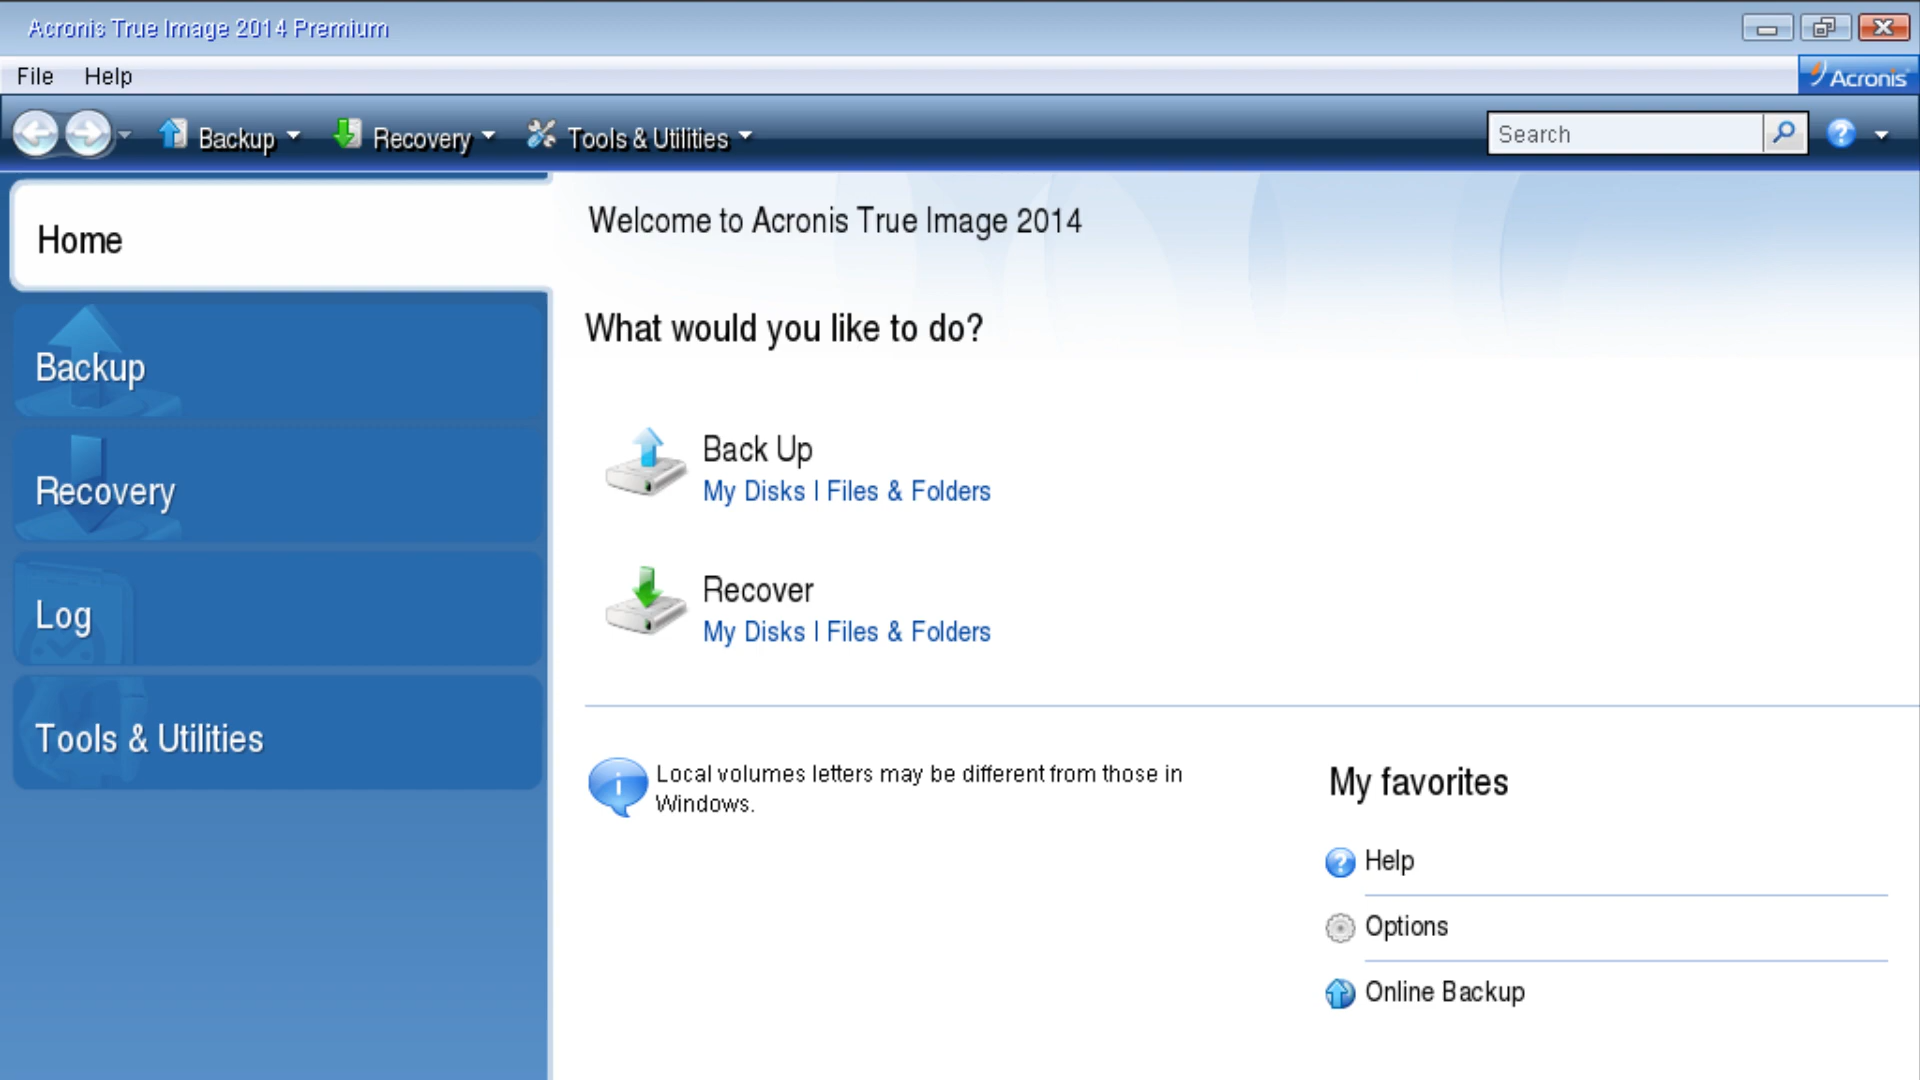 Acronis True Image 2014 Premium
File Help
Acronis
Backup Recovery Tools & Utilities Search
Home
Backup
Recovery
Log
Tools & Utilities
Welcome to Acronis True Image 2014
What would you like to do?
Back Up
My Disks | Files & Folders
Recover
My Disks | Files & Folders
Local volumes letters may be different from those in
Windows.
My favorites
Help
Options
Online Backup